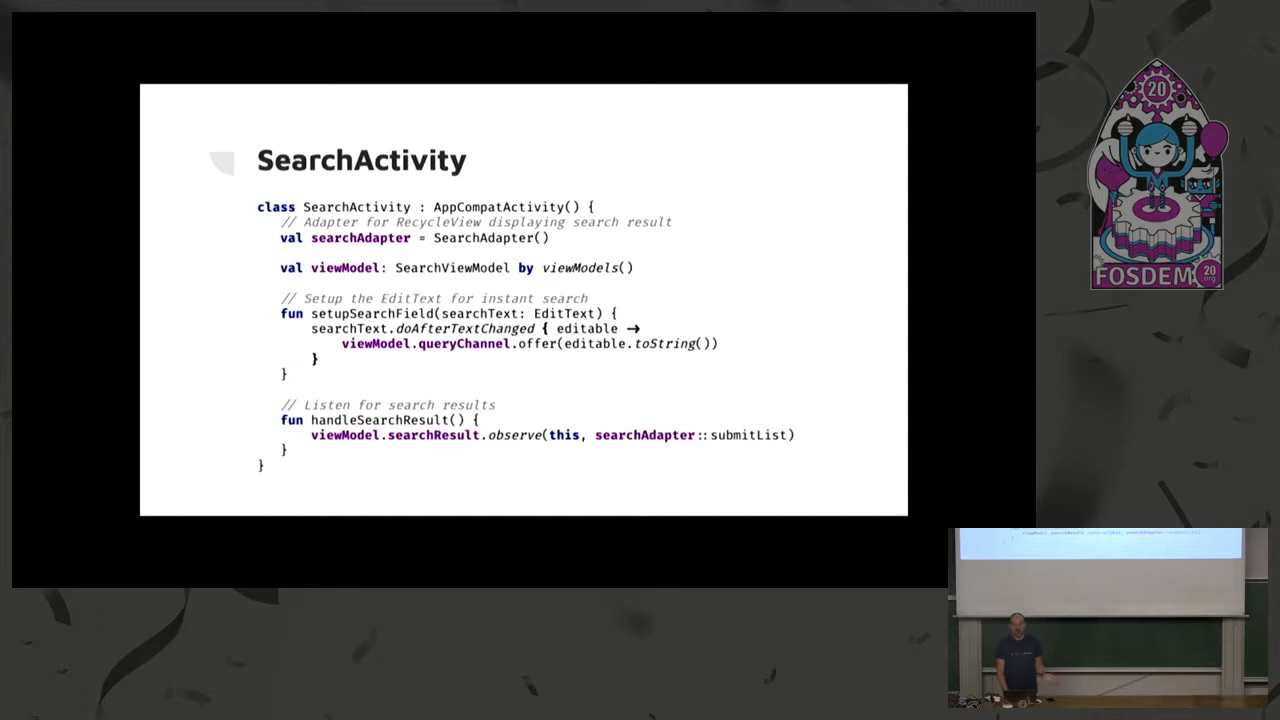 SearchActivity
class SearchActivity : AppCompatActivity() {
// Adapter for RecycleView displaying search result
val searchAdapter = SearchAdapter()
val viewModel: SearchViewModel by viewModels()
// Setup the EditText for instant search
fun setupSearchField(searchText: EditText) {
searchText.doAfterTextChanged { editable →
viewModel.queryChannel.offer(editable.toString())
}
}
// Listen for search results
fun handleSearchResult() {
viewModel.searchResult.observe(this, searchAdapter::submitList)
}
}
20
FOSDEM
20
.org